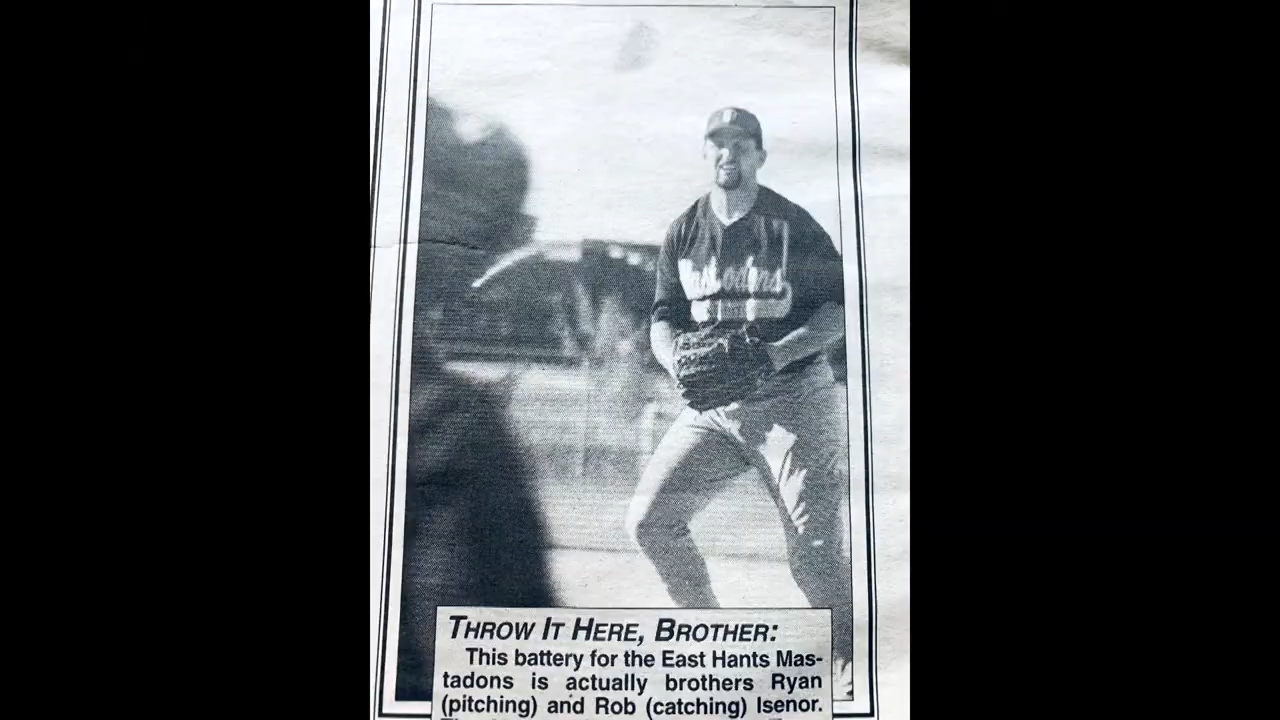 Mastodons
THROW IT HERE, BROTHER:
This battery for the East Hants Mas-
tadons is actually brothers Ryan
(pitching) and Rob (catching) Isenor.